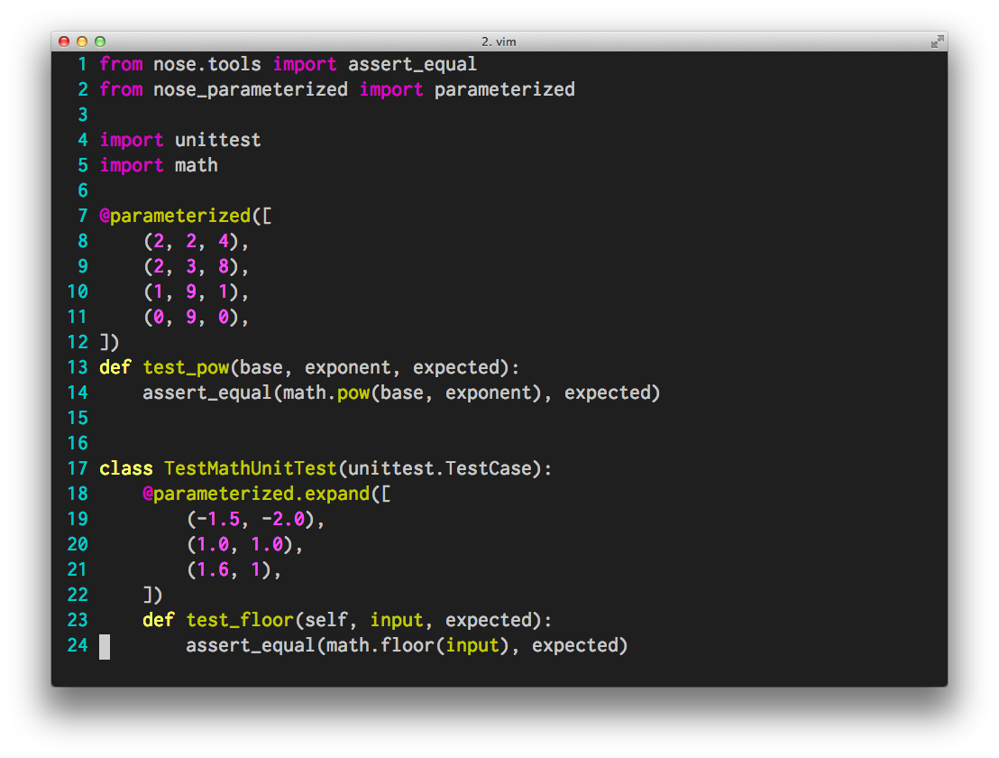 2. vim
1 from nose.tools import assert_equal
2 from nose_parameterized import parameterized
3
4 import unittest
5 import math
6
7 @parameterized([
8     (2, 2, 4),
9     (2, 3, 8),
10     (1, 9, 1),
11     (0, 9, 0),
12 ])
13 def test_pow(base, exponent, expected):
14     assert_equal(math.pow(base, exponent), expected)
15
16
17 class TestMathUnitTest(unittest.TestCase):
18     @parameterized.expand([
19         (-1.5, -2.0),
20         (1.0, 1.0),
21         (1.6, 1),
22     ])
23     def test_floor(self, input, expected):
24         assert_equal(math.floor(input), expected)